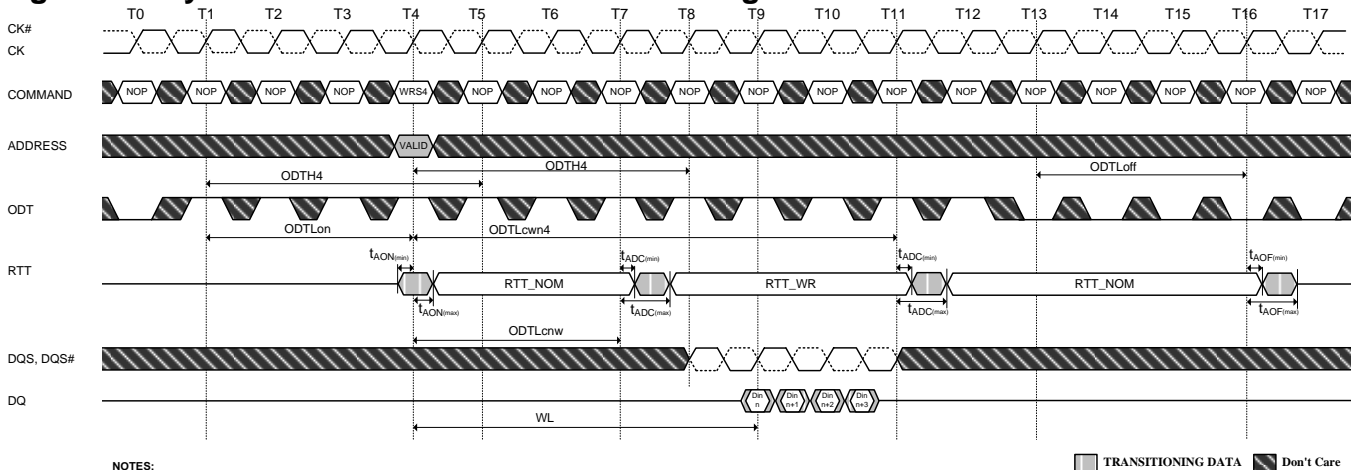 T0 T1 T2 T3 T4 T5 T6 T7 T8 T9 T10 T11 T12 T13 T14 T15 T16 T17
CK#
CK
COMMAND NOP NOP NOP NOP WRS4 NOP NOP NOP NOP NOP NOP NOP NOP NOP NOP NOP NOP NOP
ADDRESS VALID
ODTH4 ODTH4 ODTLoff
ODT
ODTLon ODTLcwn4
tAON(min) tADC(min) tADC(min) tAOF(min)
RTT RTT_NOM RTT_WR RTT_NOM
tAON(max) tADC(max) tADC(max) tAOF(max)
ODTLcnw
DQS, DQS#
DQ Din n Din n+1 Din n+2 Din n+3
WL
NOTES: TRANSITIONING DATA Don't Care